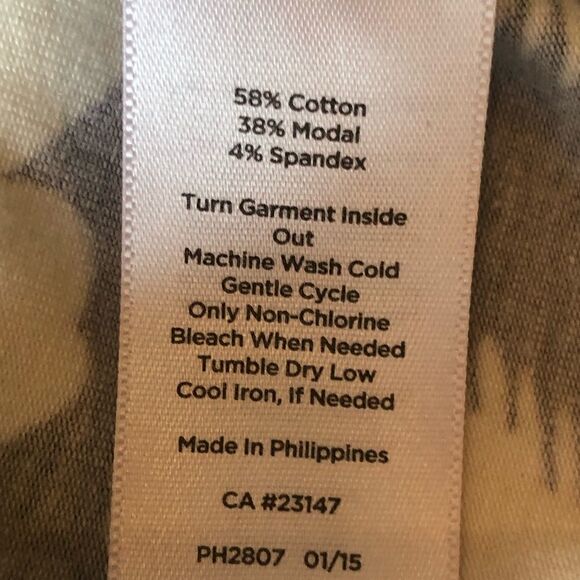 58% Cotton
38% Modal
4% Spandex
Turn Garment Inside
Out
Machine Wash Cold
Gentle Cycle
Only Non-Chlorine
Bleach When Needed
Tumble Dry Low
Cool Iron, If Needed
Made In Philippines
CA #23147
PH2807 01/15